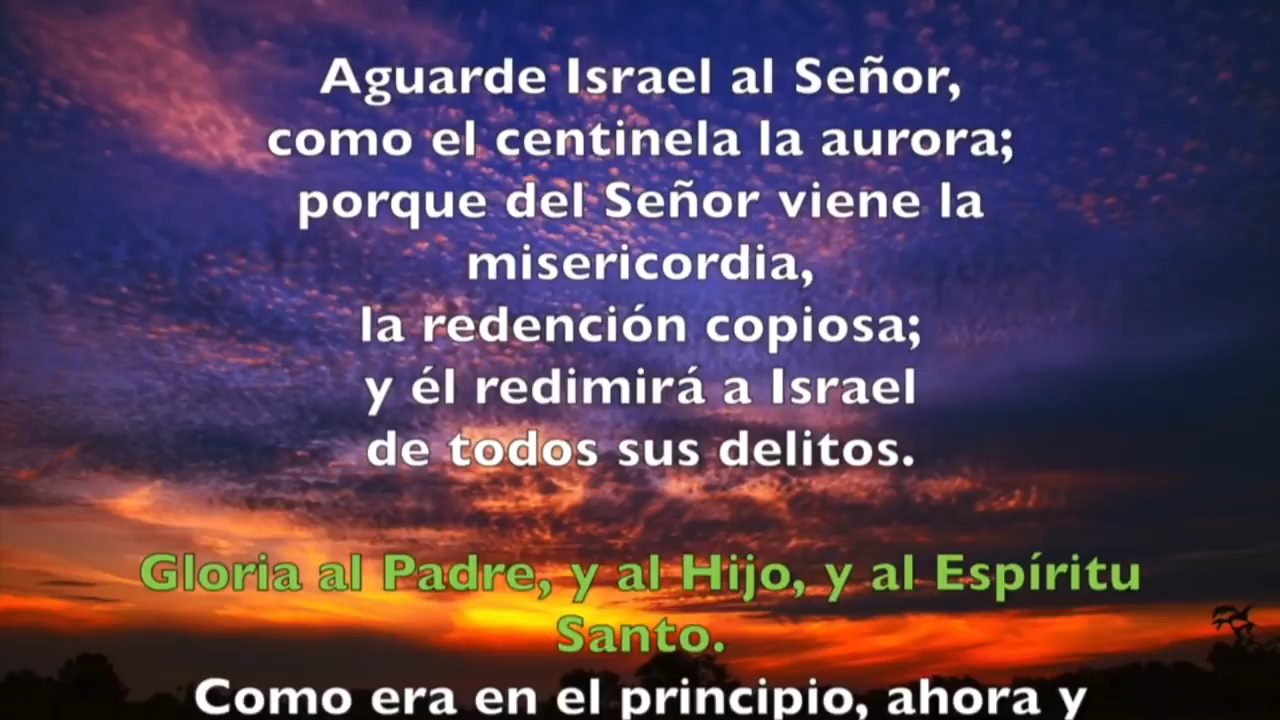 Aguarde Israel al Señor,
como el centinela la aurora;
porque del Señor viene la
misericordia,
la redención copiosa;
y él redimirá a Israel
de todos sus delitos.
Gloria al Padre, y al Hijo, y al Espíritu
Santo.
Como era en el principio, ahora y